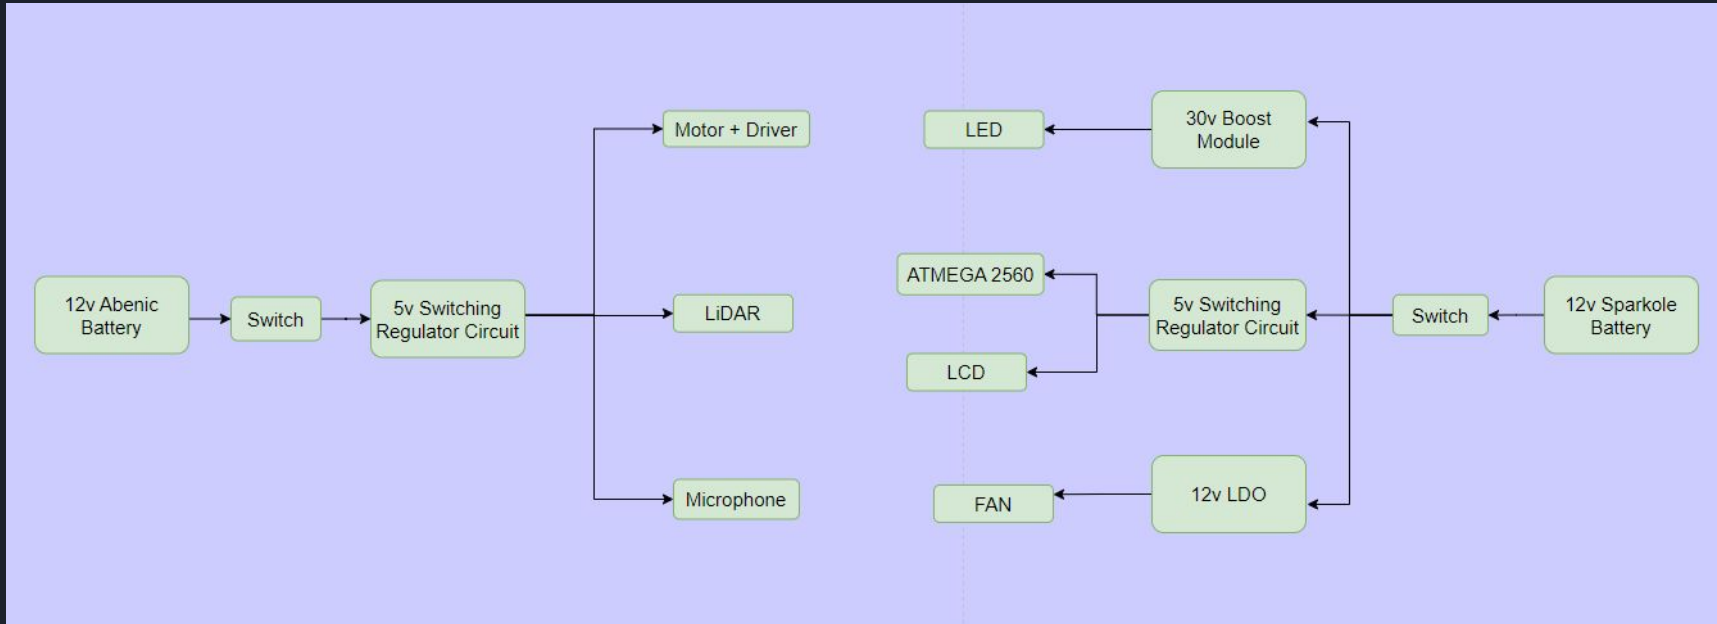 12v Abenic
Battery
Switch
5v Switching
Regulator Circuit
Motor + Driver
LiDAR
Microphone
LED
ATMEGA 2560
LCD
FAN
30v Boost
Module
5v Switching
Regulator Circuit
12v LDO
Switch
12v Sparkole
Battery